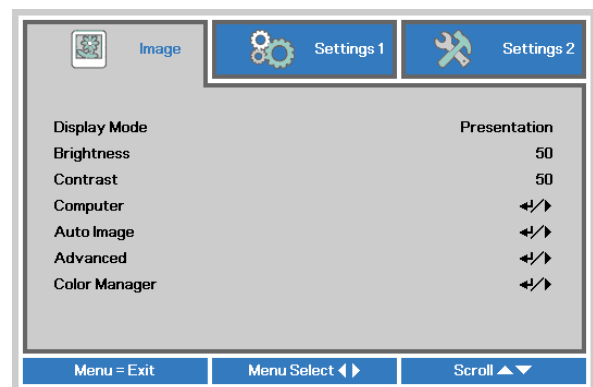 Image Settings 1 Settings 2
Display Mode Presentation
Brightness 50
Contrast 50
Computer ↵/▶
Auto Image ↵/▶
Advanced ↵/▶
Color Manager ↵/▶
Menu = Exit Menu Select ◀▶ Scroll ▲▼